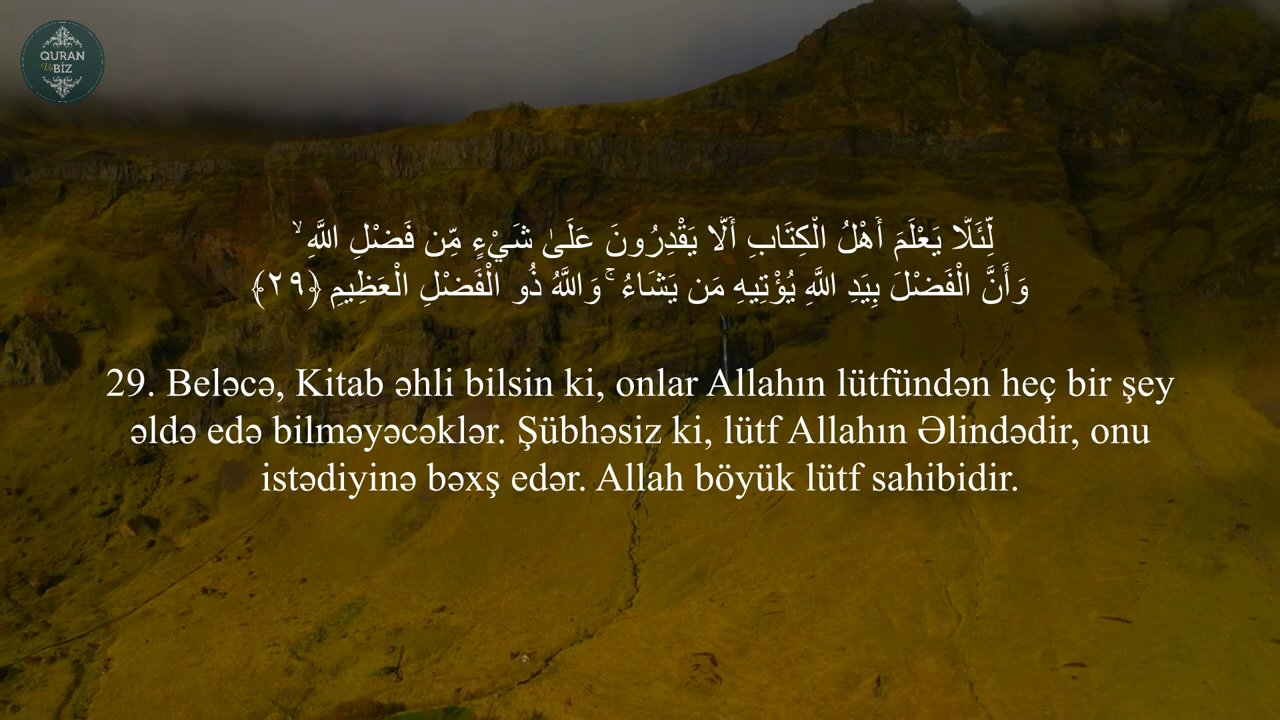 QURAN
Və
BİZ
لِّئَلَّا يَعْلَمَ أَهْلُ الْكِتَابِ أَلَّا يَقْدِرُونَ عَلَىٰ شَيْءٍ مِّن فَضْلِ اللَّهِ ۙ
وَأَنَّ الْفَضْلَ بِيَدِ اللَّهِ يُؤْتِيهِ مَن يَشَاءُ ۚ وَاللَّهُ ذُو الْفَضْلِ الْعَظِيمِ ﴿٢٩﴾
29. Beləcə, Kitab əhli bilsin ki, onlar Allahın lütfündən heç bir şey
əldə edə bilməyəcəklər. Şübhəsiz ki, lütf Allahın Əlindədir, onu
istədiyinə bəxş edər. Allah böyük lütf sahibidir.